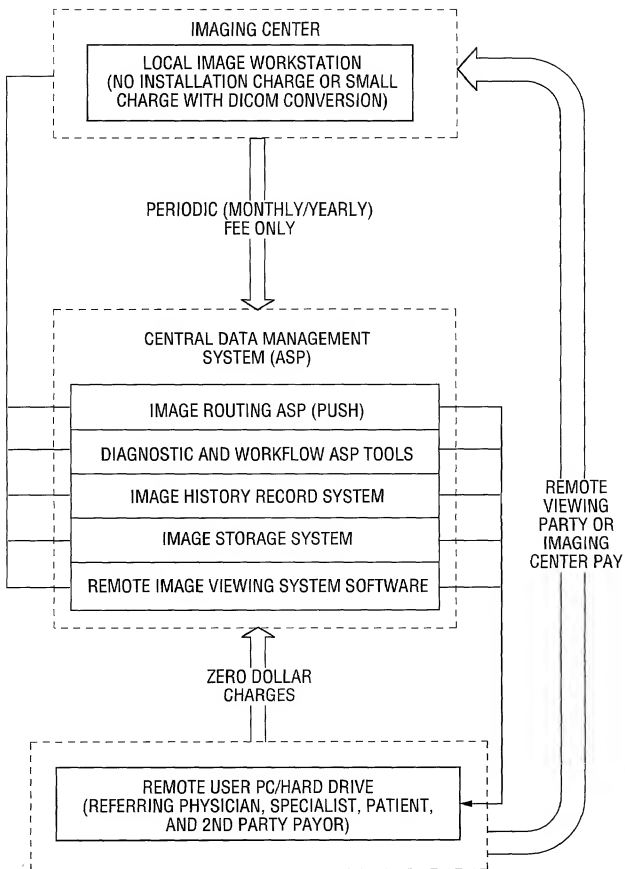 IMAGING CENTER
LOCAL IMAGE WORKSTATION
(NO INSTALLATION CHARGE OR SMALL
CHARGE WITH DICOM CONVERSION)
PERIODIC (MONTHLY/YEARLY)
FEE ONLY
CENTRAL DATA MANAGEMENT
SYSTEM (ASP)
IMAGE ROUTING ASP (PUSH)
DIAGNOSTIC AND WORKFLOW ASP TOOLS
IMAGE HISTORY RECORD SYSTEM
IMAGE STORAGE SYSTEM
REMOTE IMAGE VIEWING SYSTEM SOFTWARE
REMOTE
VIEWING
PARTY OR
IMAGING
CENTER PAY
ZERO DOLLAR
CHARGES
REMOTE USER PC/HARD DRIVE
(REFERRING PHYSICIAN, SPECIALIST, PATIENT,
AND 2ND PARTY PAYOR)